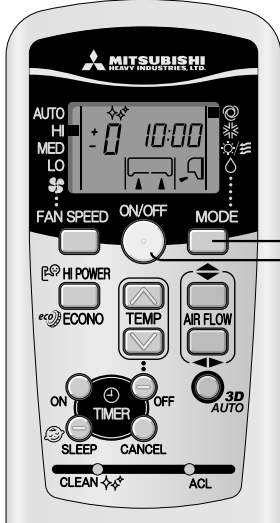 MITSUBISHI
HEAVY INDUSTRIES, LTD.
AUTO
HI
MED
LO
+
-
0
10:00
FAN SPEED
ON/OFF
MODE
HI POWER
eco ECONO
TEMP
AIR FLOW
ON
TIMER
OFF
3D
AUTO
SLEEP
CANCEL
CLEAN
ACL